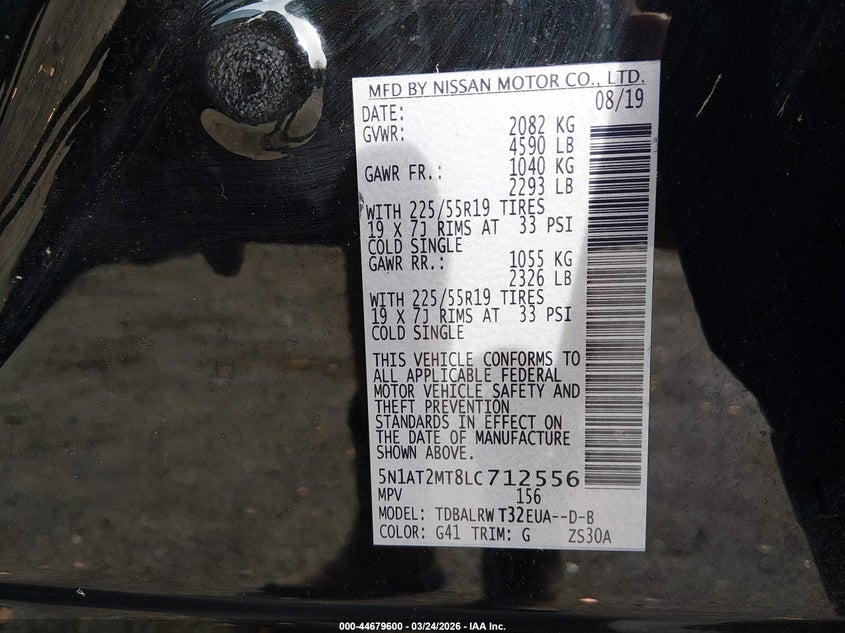 MFD BY NISSAN MOTOR CO., LTD.
DATE: 08/19
GVWR: 2082 KG
4590 LB
GAWR FR.: 1040 KG
2293 LB
WITH 225/55R19 TIRES
19 X 7J RIMS AT 33 PSI
COLD SINGLE
GAWR RR.: 1055 KG
2326 LB
WITH 225/55R19 TIRES
19 X 7J RIMS AT 33 PSI
COLD SINGLE
THIS VEHICLE CONFORMS TO
ALL APPLICABLE FEDERAL
MOTOR VEHICLE SAFETY AND
THEFT PREVENTION
STANDARDS IN EFFECT ON
THE DATE OF MANUFACTURE
SHOWN ABOVE.
5N1AT2MT8LC712556
MPV 156
MODEL: TDBALRW T32EUA--D-B
COLOR: G41 TRIM: G ZS30A
000-44679600 - 03/24/2026 - IAA Inc.